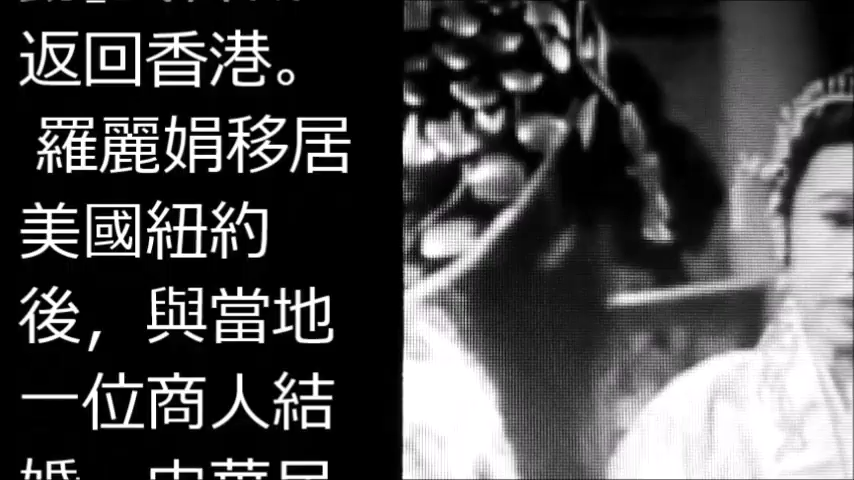 返回香港。
羅麗娟移居
美國紐約
後，與當地
一位商人結